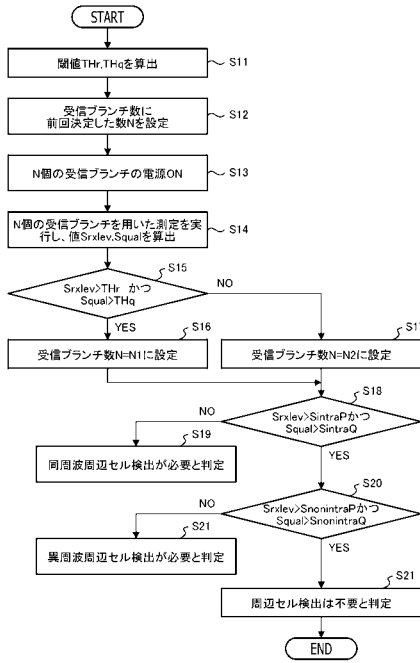 START
閾値THr,THqを算出
S11
受信ブランチ数に
前回決定した数Nを設定
S12
N個の受信ブランチの電源ON
S13
N個の受信ブランチを用いた測定を実
行し、値Srxlev,Squalを算出
S14
S15
Srxlev>THr かつ
Squal>THq
NO
YES
S16
受信ブランチ数N=N1に設定
S1
受信ブランチ数N=N2に設定
S18
Srxlev>SintraPかつ
Squal>SintraQ
NO
S19
同周波周辺セル検出が必要と判定
YES
S20
Srxlev>SnonintraPかつ
Squal>SnonintraQ
NO
S21
異周波周辺セル検出が必要と判定
YES
S21
周辺セル検出は不要と判定
END